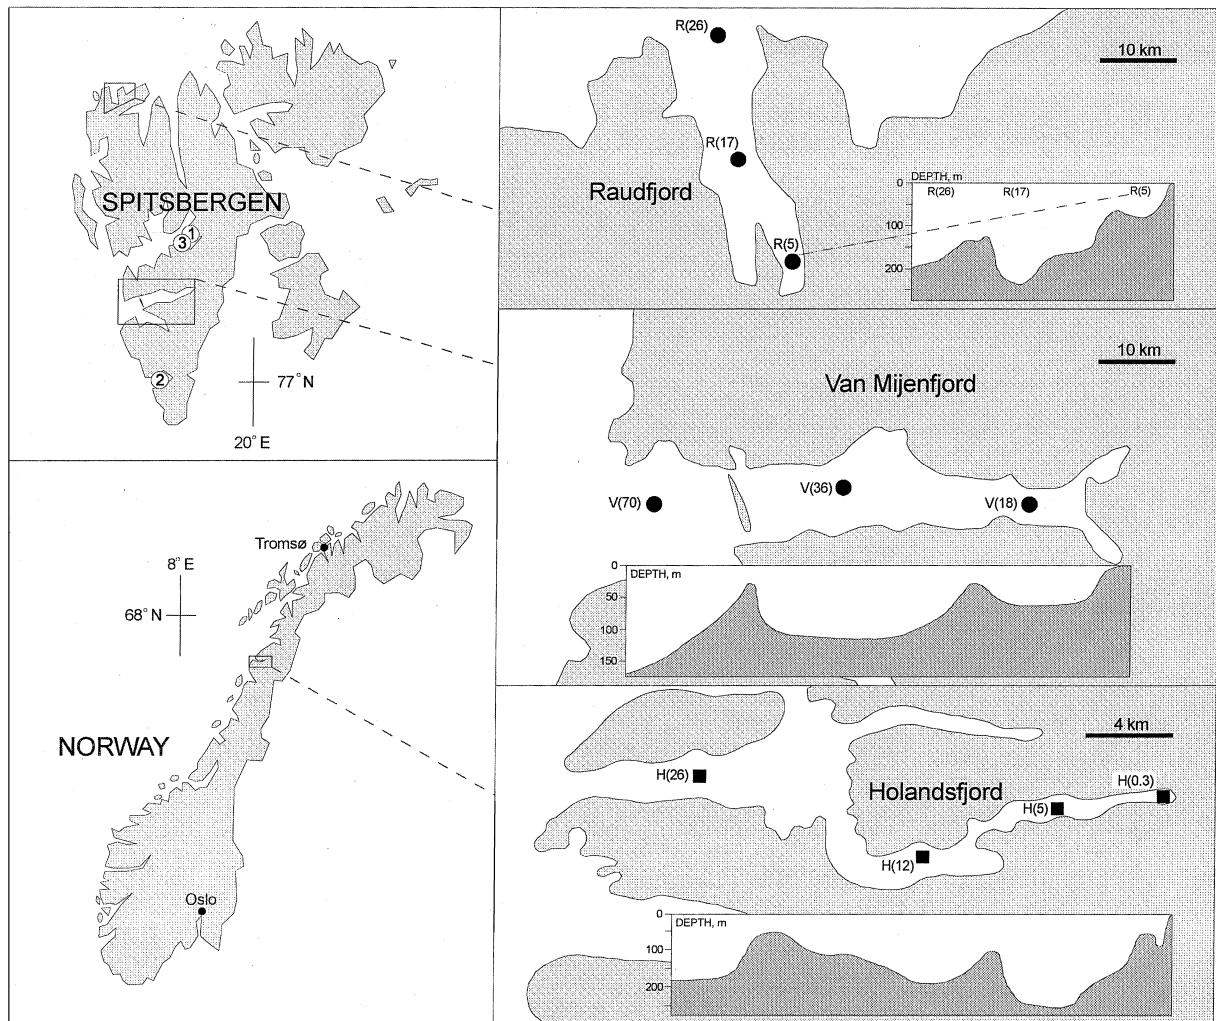 SPITSBERGEN
1
3
2
77° N
20° E
R(26)
10 km
R(17)
Raudfjord
R(5)
DEPTH, m
R(26) R(17) R(5)
0
100
200
10 km
Van Mijenfjord
V(70)
V(36)
V(18)
DEPTH, m
0
50
100
150
Tromsø
8° E
68° N
NORWAY
Oslo
4 km
H(26)
Holandsfjord
H(0.3)
H(5)
H(12)
DEPTH, m
0
100
200